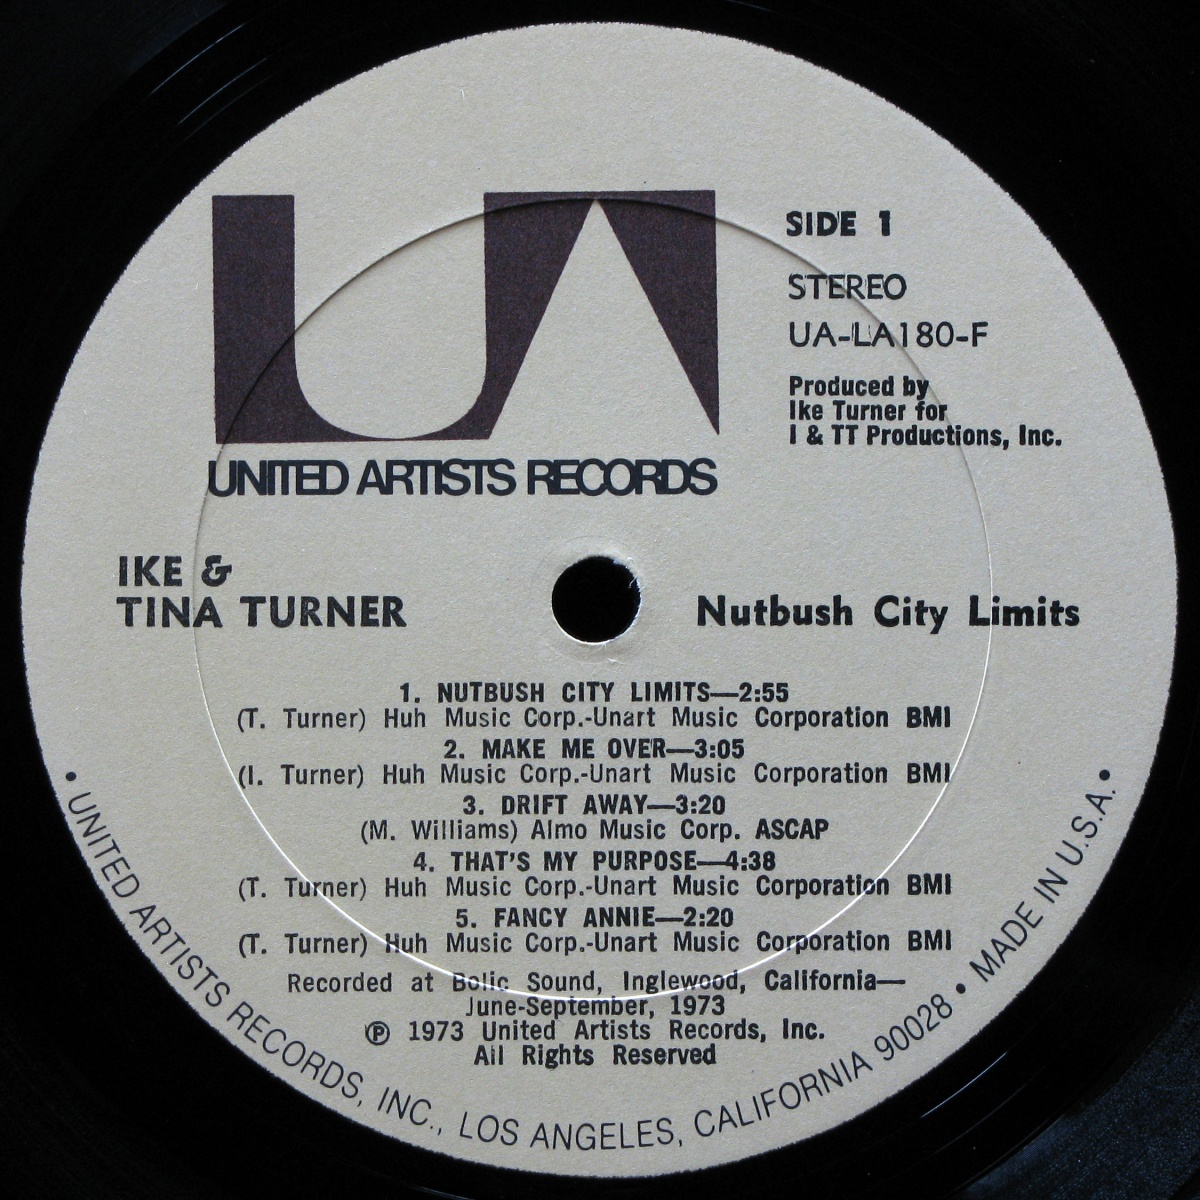 UA
UNITED ARTISTS RECORDS
SIDE 1
STEREO
UA-LA180-F
Produced by
Ike Turner for
I & TT Productions, Inc.
IKE &
TINA TURNER
Nutbush City Limits
1. NUTBUSH CITY LIMITS—2:55
(T. Turner) Huh Music Corp.-Unart Music Corporation BMI
2. MAKE ME OVER—3:05
(I. Turner) Huh Music Corp.-Unart Music Corporation BMI
3. DRIFT AWAY—3:20
(M. Williams) Almo Music Corp. ASCAP
4. THAT'S MY PURPOSE—4:38
(T. Turner) Huh Music Corp.-Unart Music Corporation BMI
5. FANCY ANNIE—2:20
(T. Turner) Huh Music Corp.-Unart Music Corporation BMI
Recorded at Bolic Sound, Inglewood, California—
June-September, 1973
℗ 1973 United Artists Records, Inc.
All Rights Reserved
• UNITED ARTISTS RECORDS, INC., LOS ANGELES, CALIFORNIA 90028 • MADE IN U.S.A. •